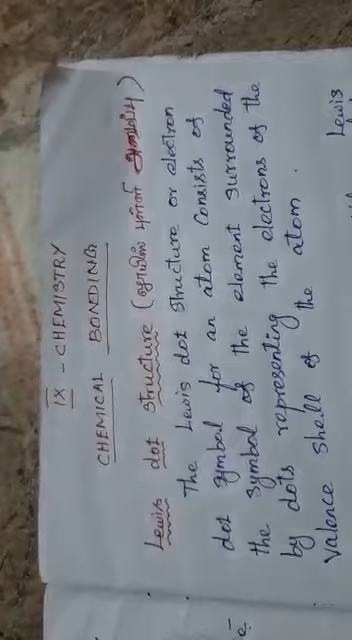 IX - CHEMISTRY
CHEMICAL BONDING
Lewis dot structure (லூயிஸ் புள்ளி அமைப்பு)
The Lewis dot structure or electron
dot symbol for an atom consists of
the symbol of the element surrounded
by dots representing the electrons of the
valence shell of the atom.
Lewis